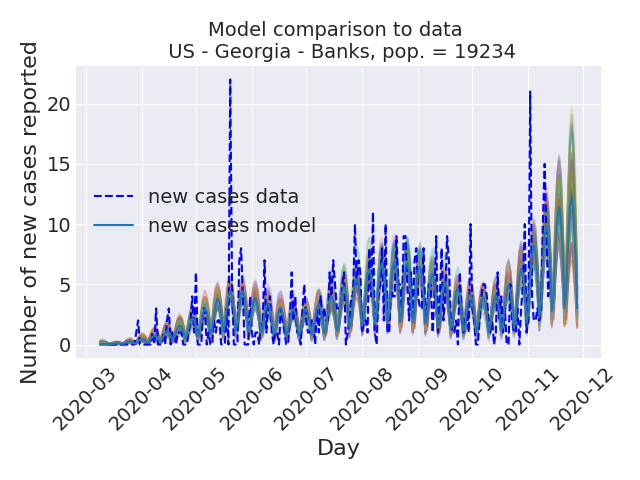 Model comparison to data
US - Georgia - Banks, pop. = 19234
Number of new cases reported
20
15
10
5
0
new cases data
new cases model
2020-03
2020-04
2020-05
2020-06
2020-07
2020-08
2020-09
2020-10
2020-11
2020-12
Day